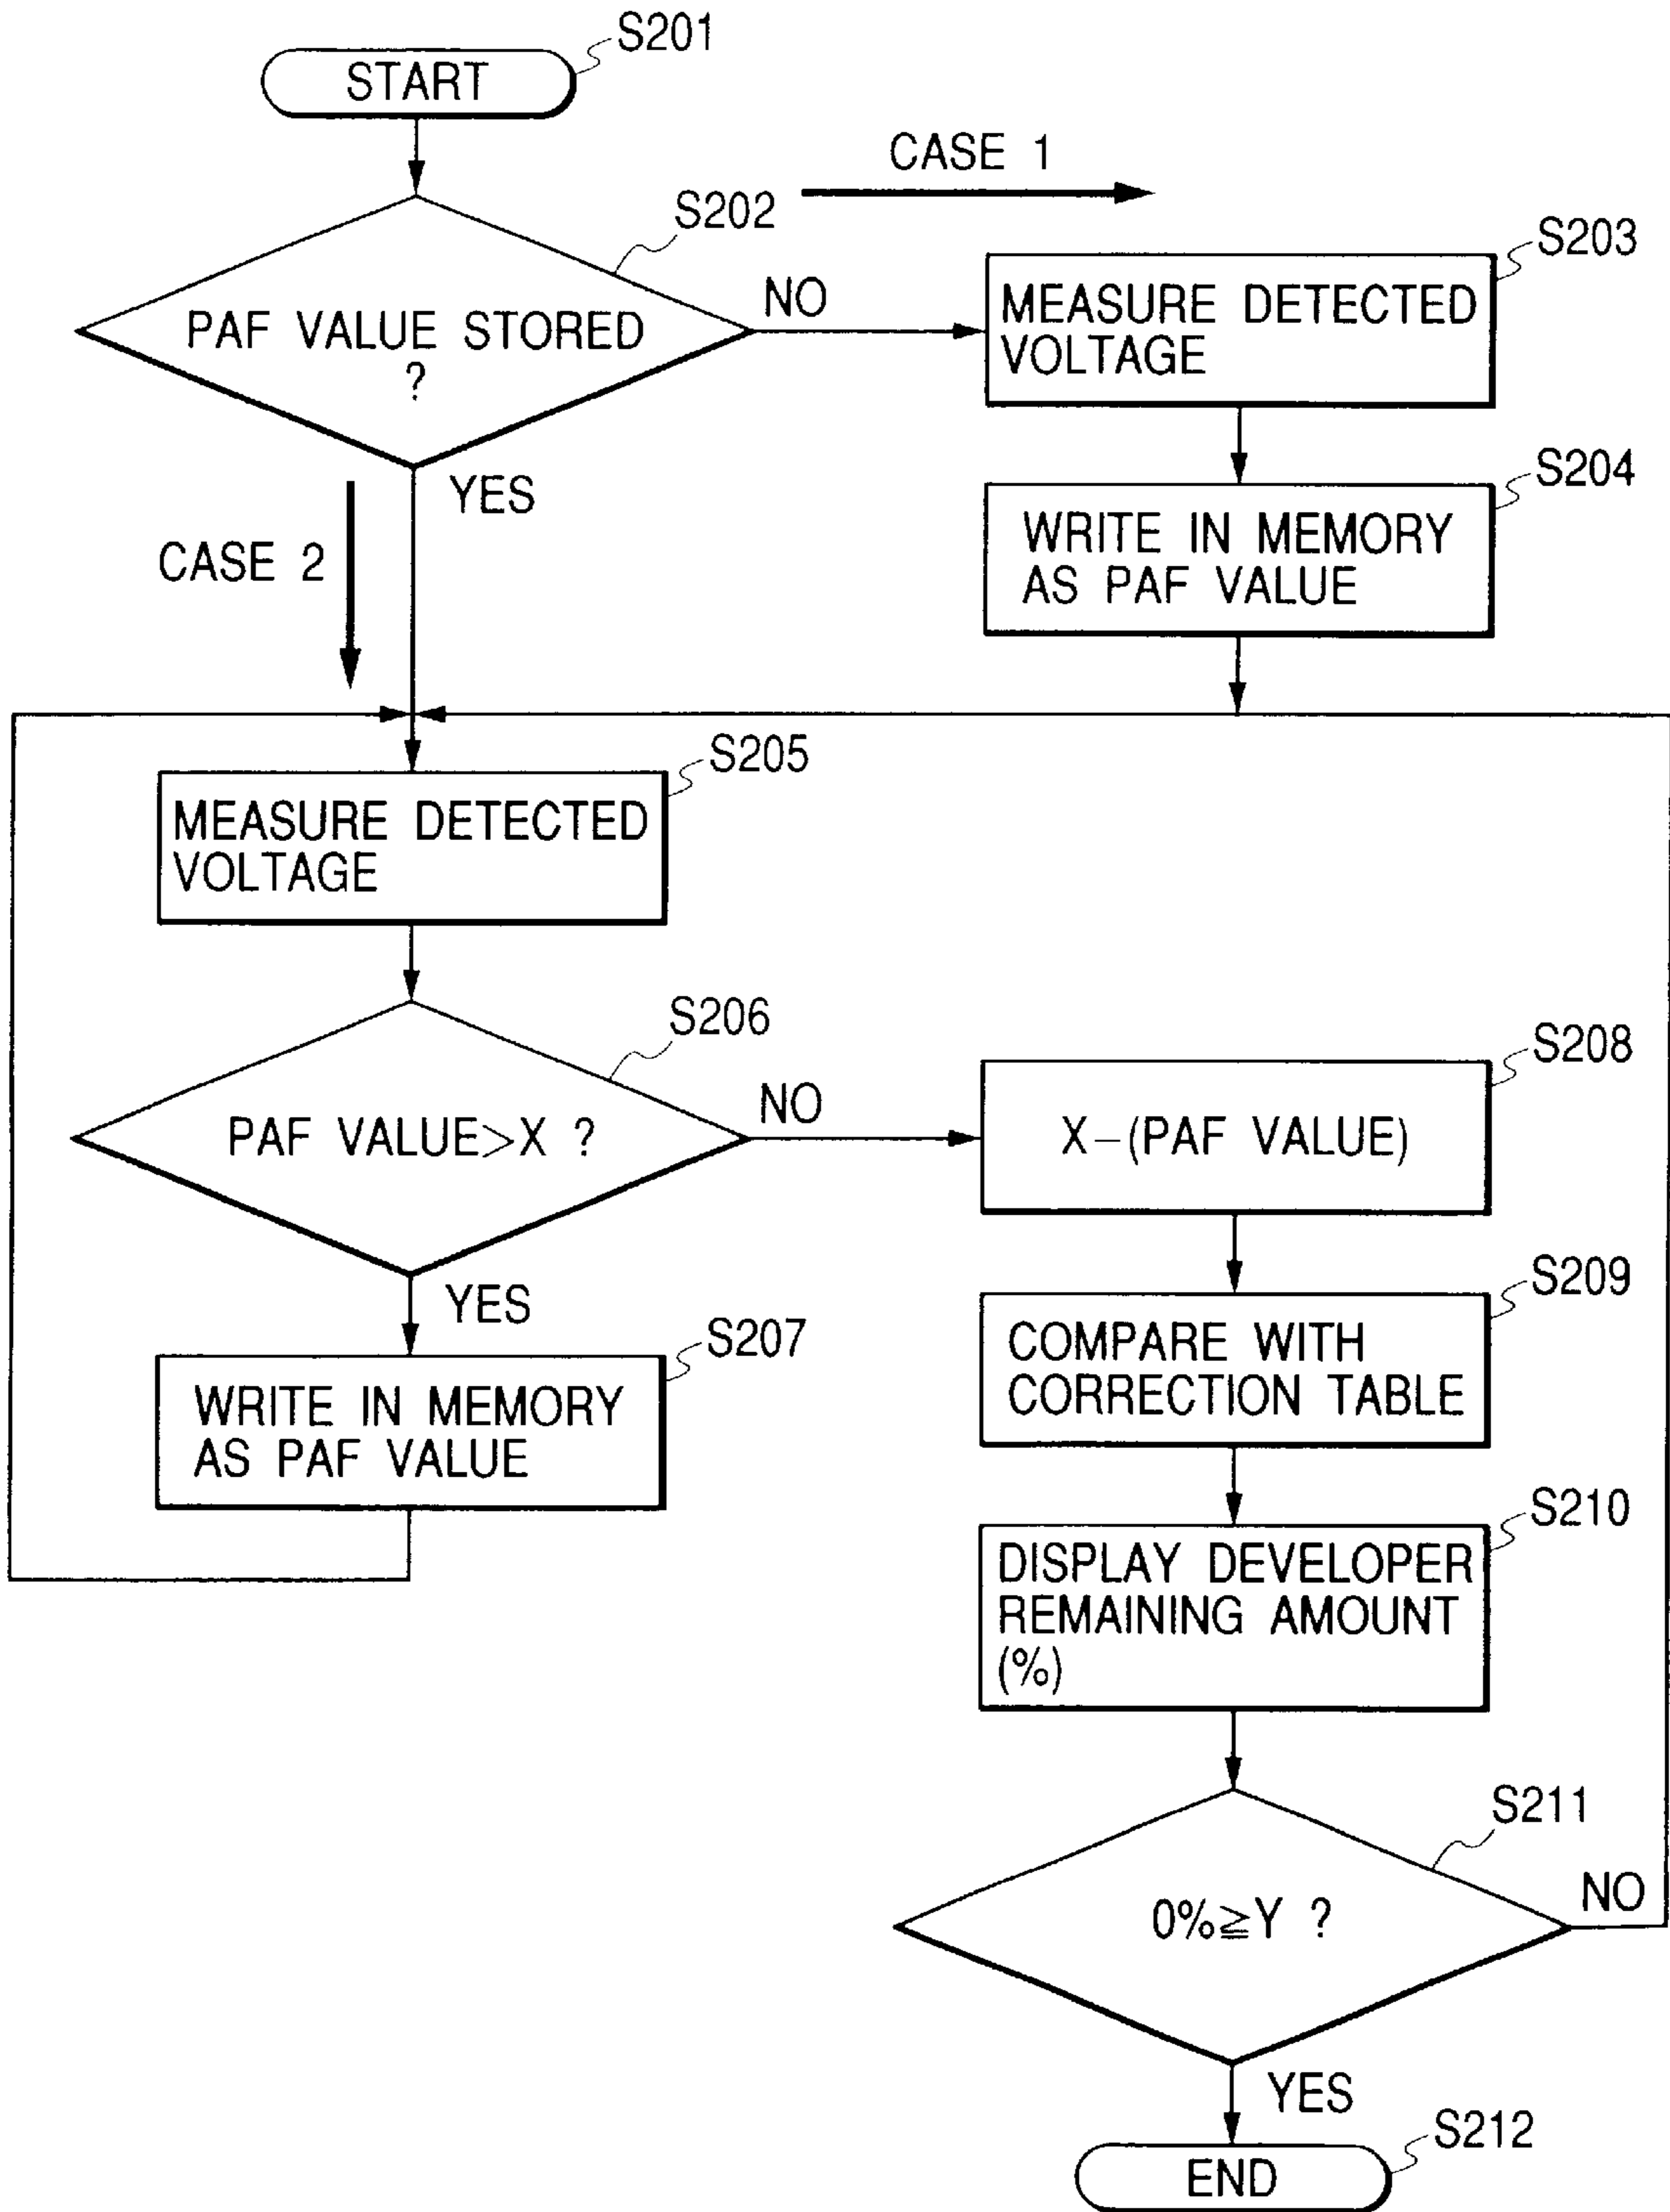 START
S201
CASE 1
S202
PAF VALUE STORED
?
NO
YES
CASE 2
S203
MEASURE DETECTED
VOLTAGE
S204
WRITE IN MEMORY
AS PAF VALUE
S205
MEASURE DETECTED
VOLTAGE
S206
PAF VALUE>X ?
NO
YES
S207
WRITE IN MEMORY
AS PAF VALUE
S208
X-(PAF VALUE)
S209
COMPARE WITH
CORRECTION TABLE
S210
DISPLAY DEVELOPER
REMAINING AMOUNT
(%)
S211
0%≧Y ?
NO
YES
S212
END